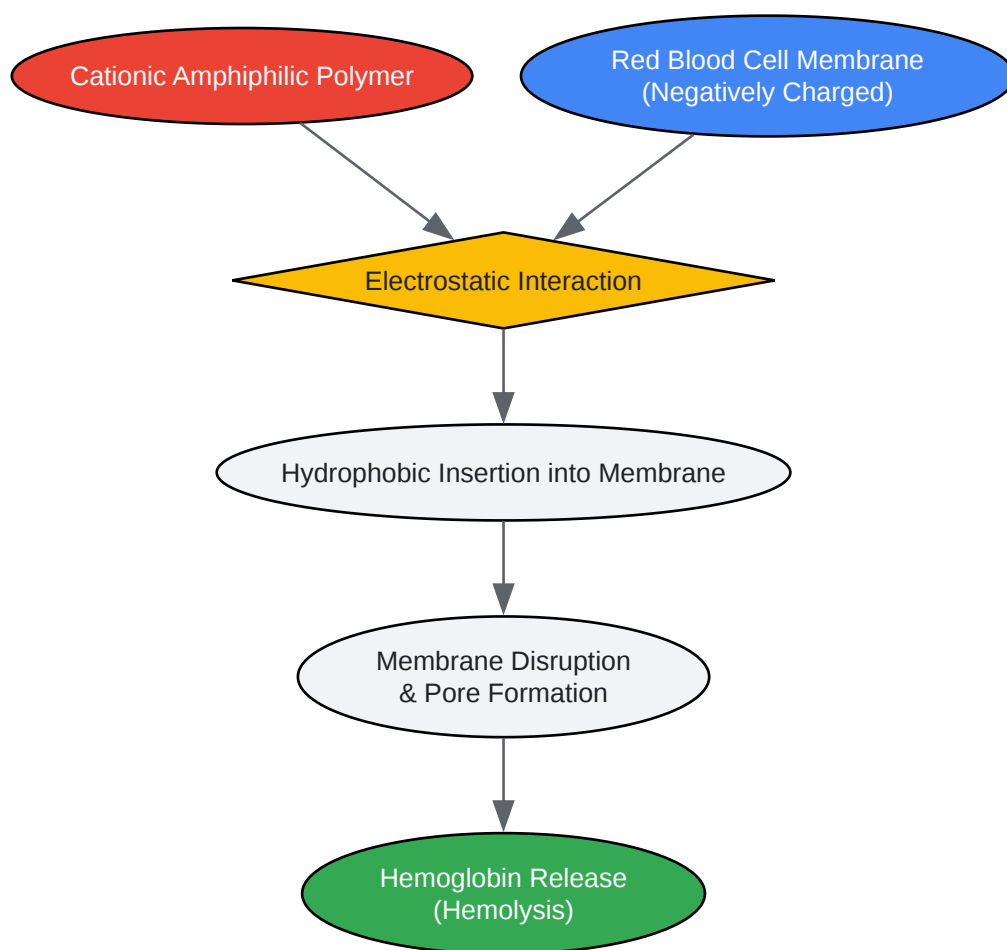 Cationic Amphiphilic Polymer
Red Blood Cell Membrane
(Negatively Charged)
Electrostatic Interaction
Hydrophobic Insertion into Membrane
Membrane Disruption
& Pore Formation
Hemoglobin Release
(Hemolysis)